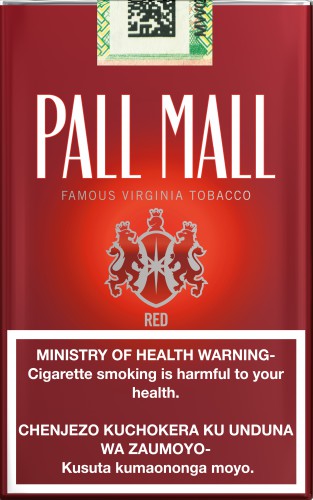 PALL MALL
FAMOUS VIRGINIA TOBACCO
RED
MINISTRY OF HEALTH WARNING-
Cigarette smoking is harmful to your
health.
CHENJEZO KUCHOKERA KU UNDUNA
WA ZAUMOYO-
Kusuta kumaononga moyo.